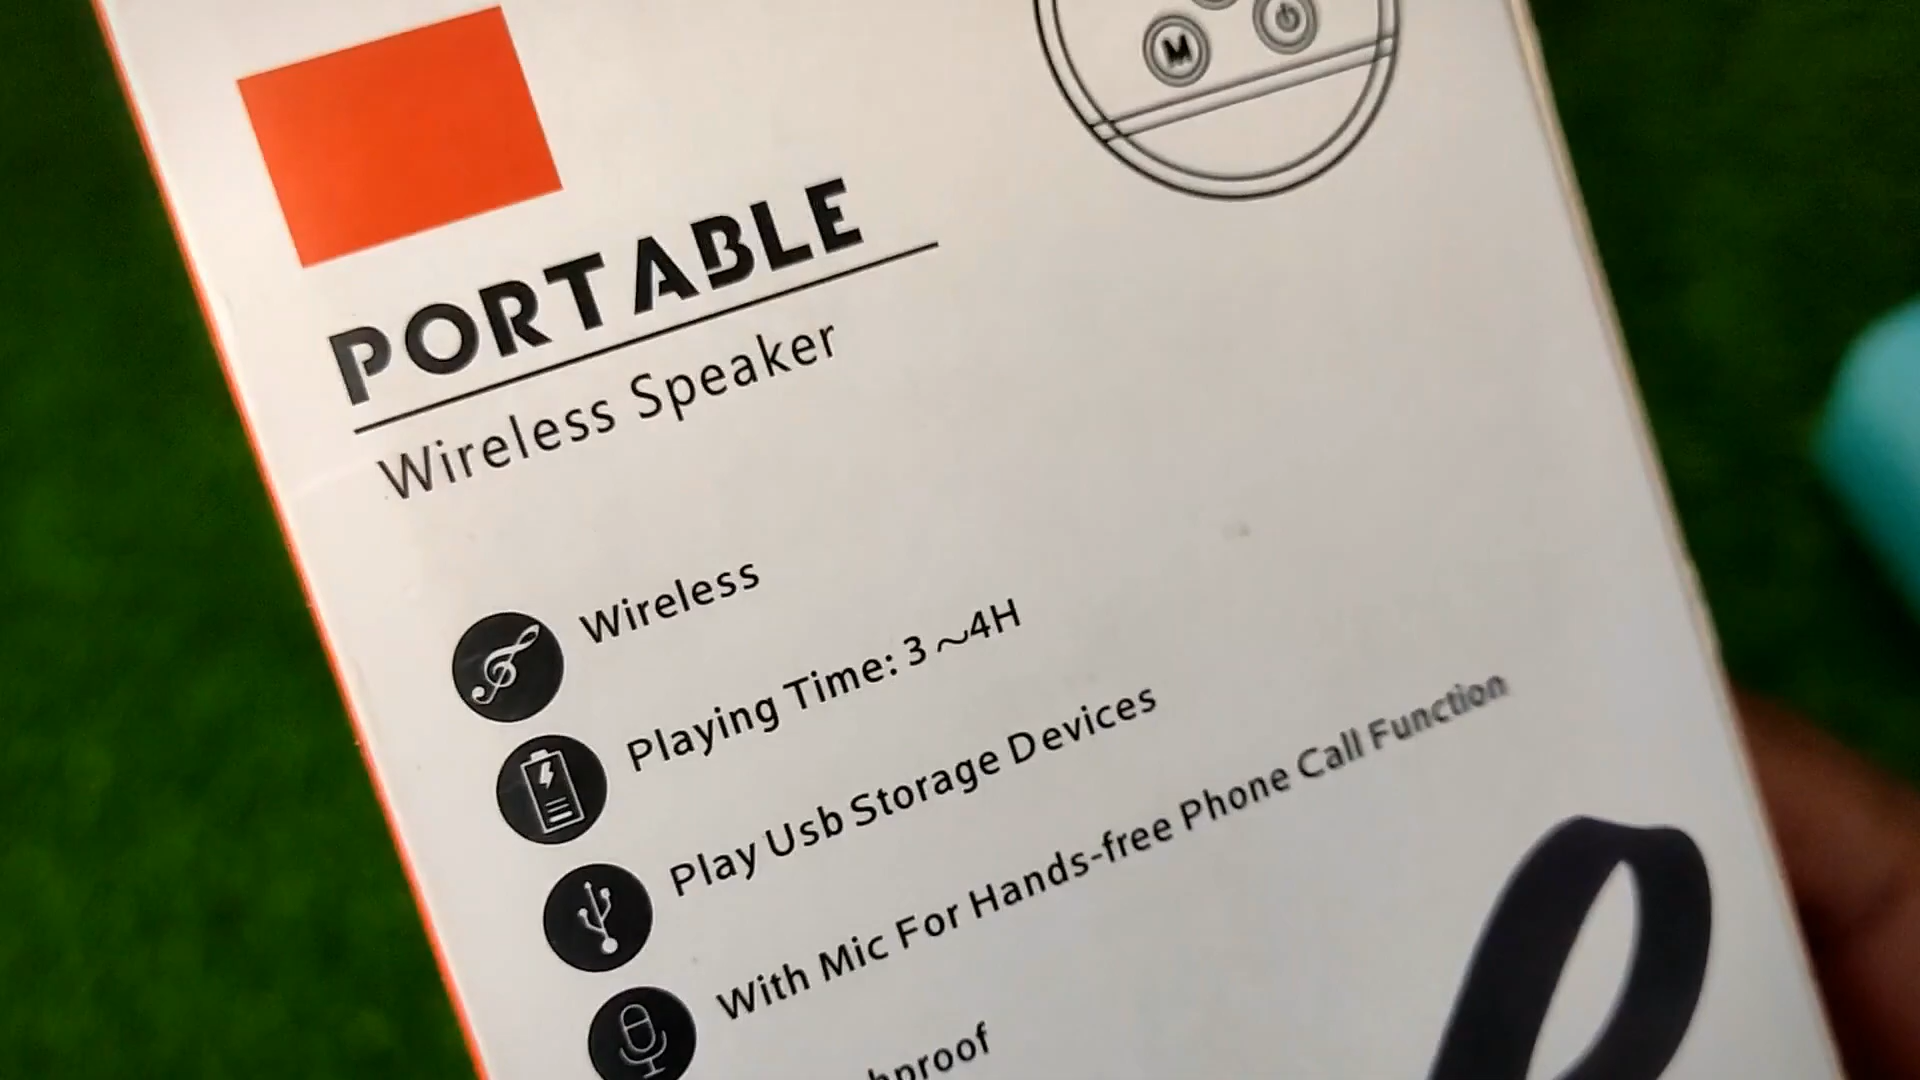 M
PORTABLE
Wireless Speaker
Wireless
Playing Time: 3~4H
Play Usb Storage Devices
With Mic For Hands-free Phone Call Function